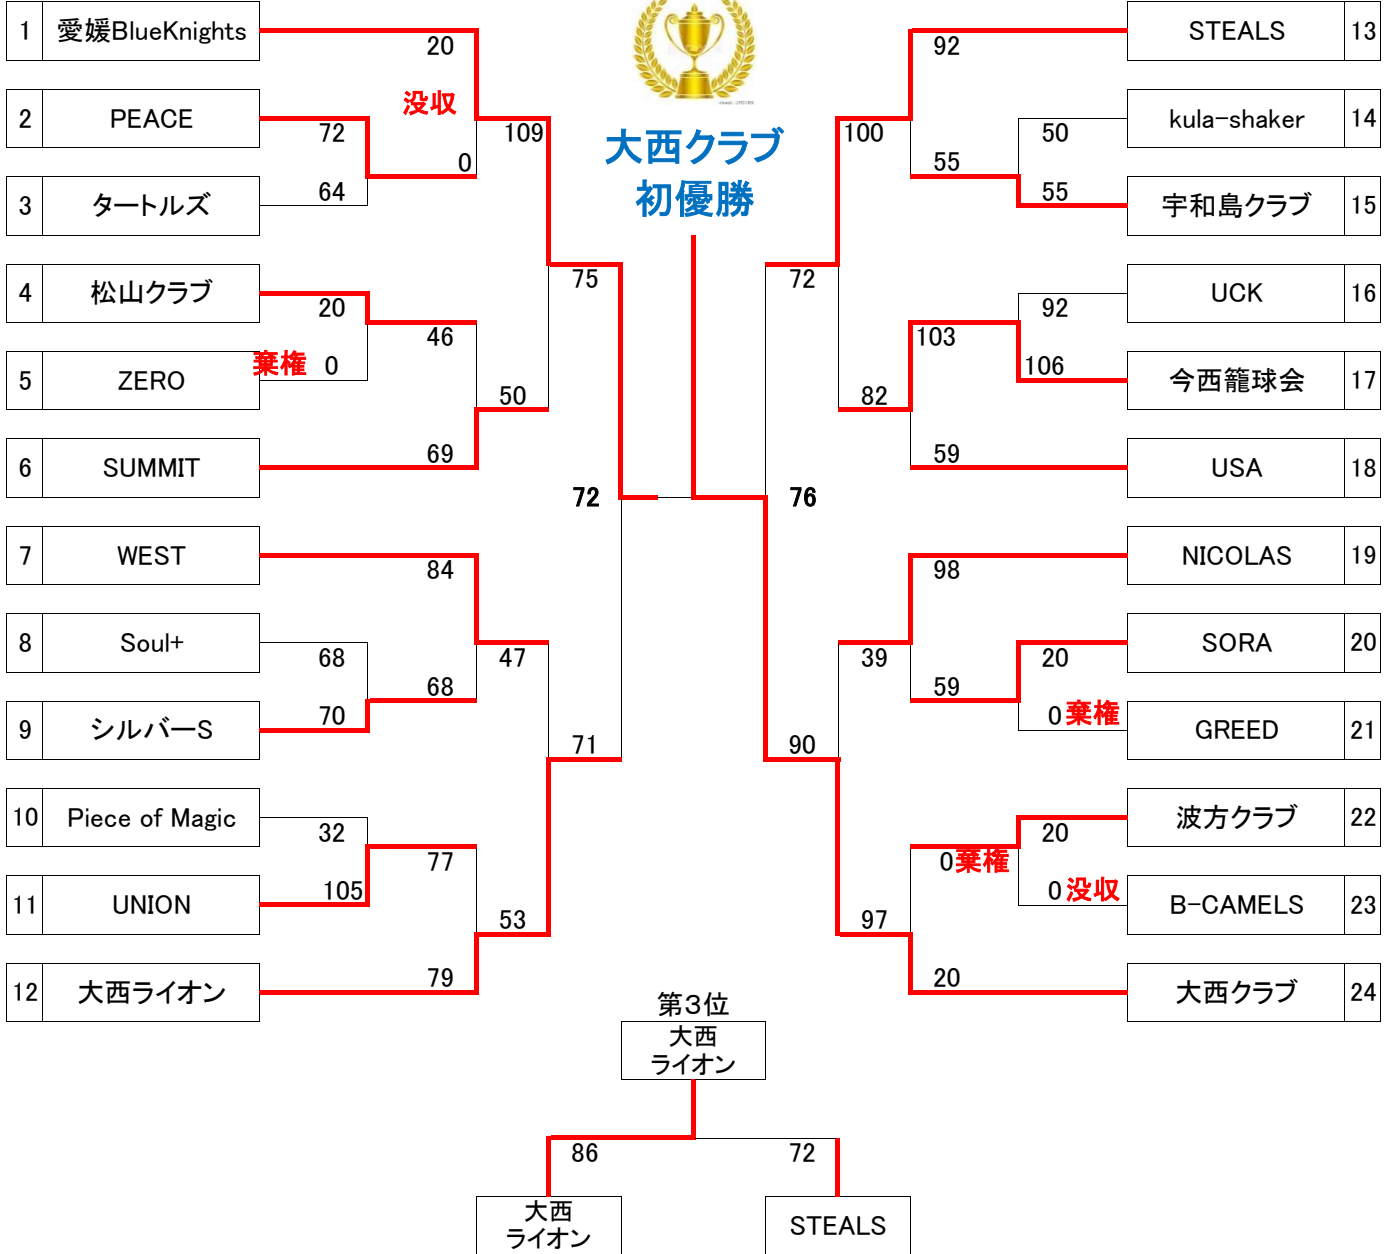 1 愛媛BlueKnights
20
没収
2 PEACE
72
0
109
3 タートルズ
64
4 松山クラブ
20
46
75
5 ZERO
棄権 0
50
6 SUMMIT
69
72
7 WEST
84
8 Soul+
68
47
68
9 シルバーS
70
71
10 Piece of Magic
32
77
11 UNION
105
53
12 大西ライオン
79
大西クラブ
初優勝
STEALS 13
92
kula-shaker 14
50
100
55
宇和島クラブ 15
55
72
UCK 16
92
103
今西籠球会 17
106
82
USA 18
59
76
NICOLAS 19
98
SORA 20
20
39
59
GREED 21
0 棄権
90
波方クラブ 22
20
0 棄権
B-CAMELS 23
0 没収
97
大西クラブ 24
20
第3位
大西
ライオン
86
72
大西
ライオン
STEALS